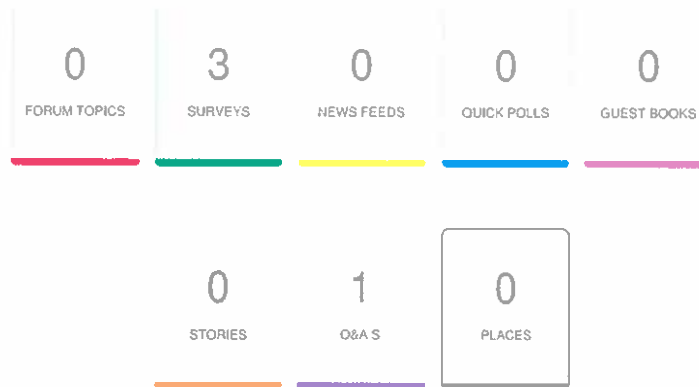 0 3 0 0 0
FORUM TOPICS SURVEYS NEWS FEEDS QUICK POLLS GUEST BOOKS
0 1 0
STORIES Q&A S PLACES